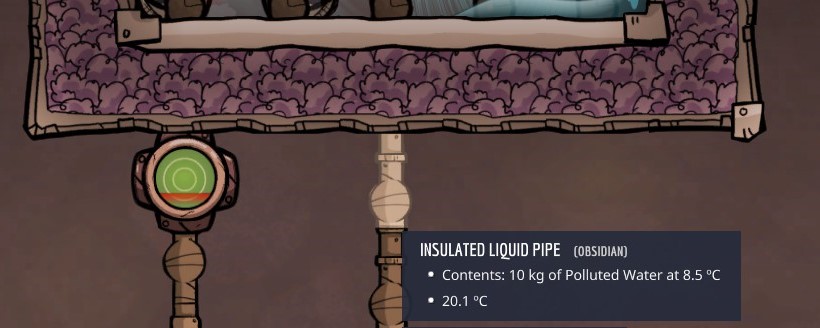 INSULATED LIQUID PIPE (OBSIDIAN)
• Contents: 10 kg of Polluted Water at 8.5 ºC
• 20.1 ºC